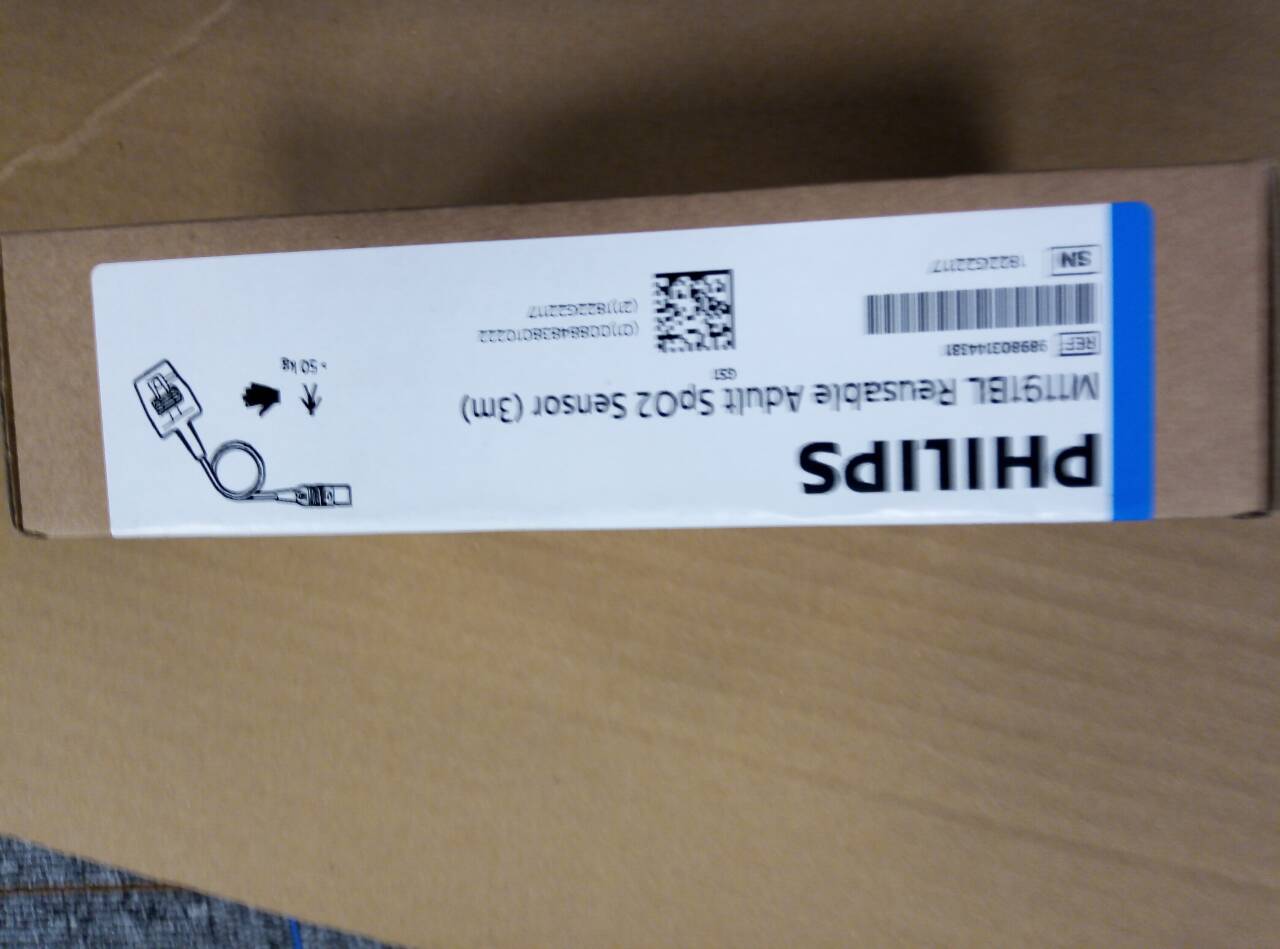 PHILIPS
M1191BL Reusable Adult SpO2 Sensor (3m)
REF 989803144381
GS1
(01)00884838010222
(21)1822G22117
SN 1822G22117
> 50 kg